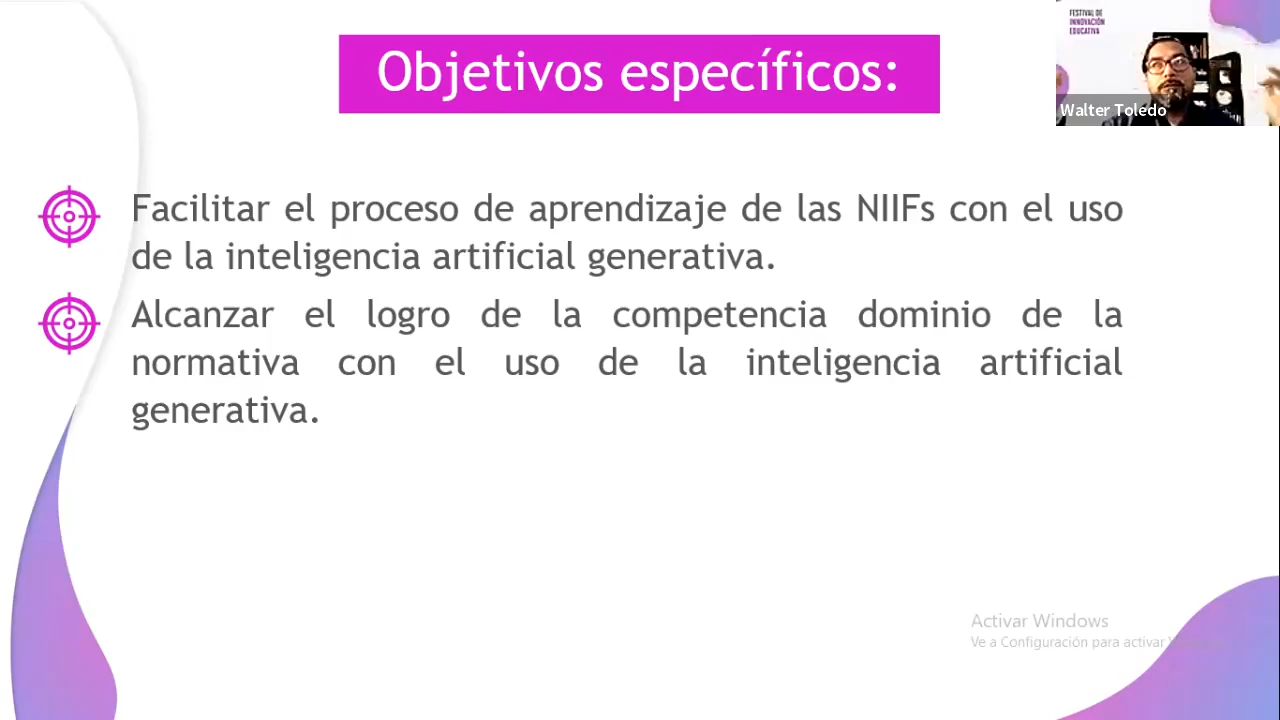 Objetivos específicos:
FESTIVAL DE
INNOVACIÓN
EDUCATIVA
Walter Toledo
Facilitar el proceso de aprendizaje de las NIIFs con el uso
de la inteligencia artificial generativa.
Alcanzar el logro de la competencia dominio de la
normativa con el uso de la inteligencia artificial
generativa.
Activar Windows
Ve a Configuración para activar